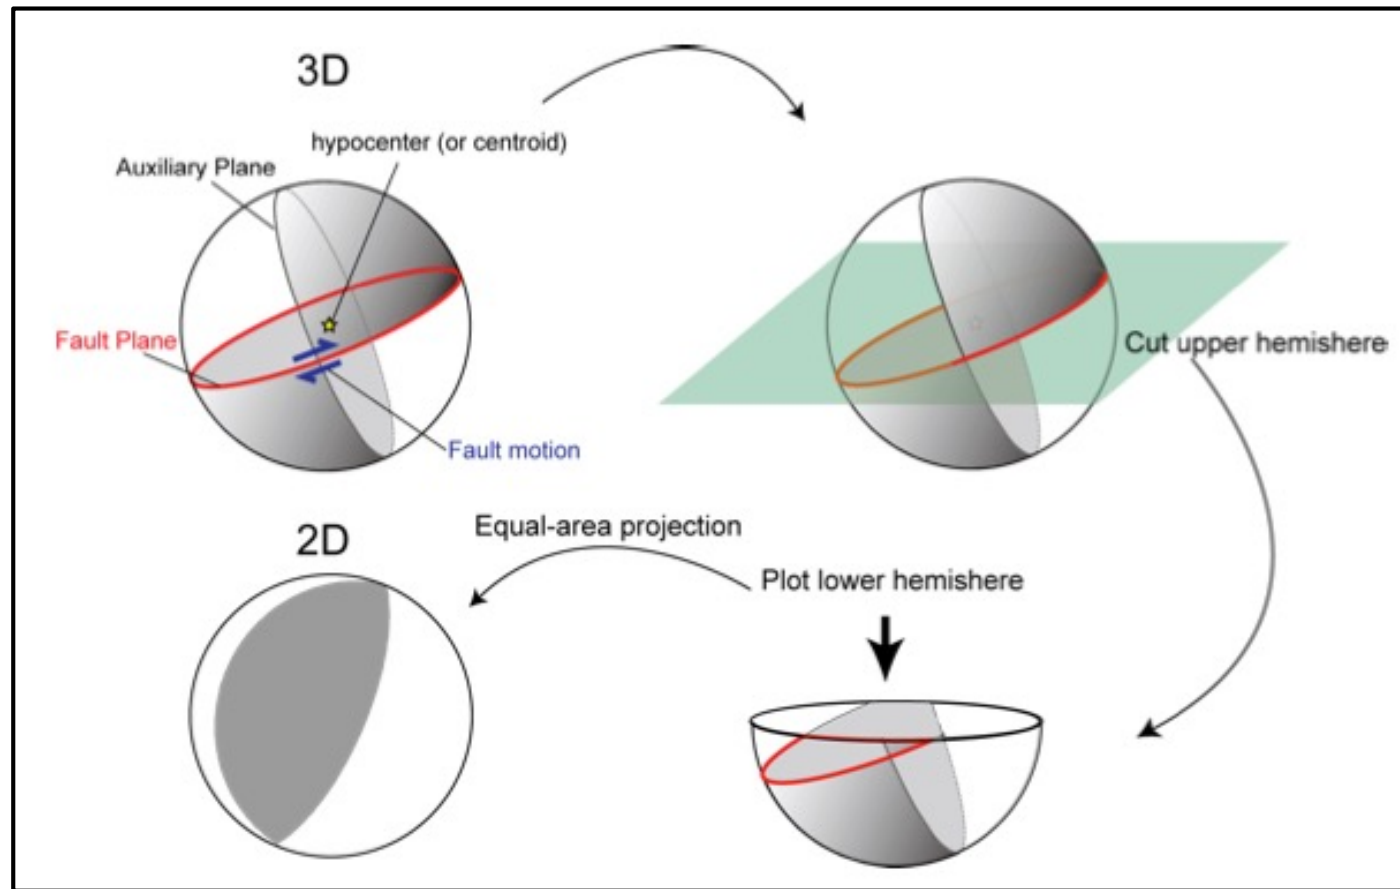 3D
hypocenter (or centroid)
Auxiliary Plane
Fault Plane
Fault motion
Cut upper hemishere
2D
Equal-area projection
Plot lower hemishere